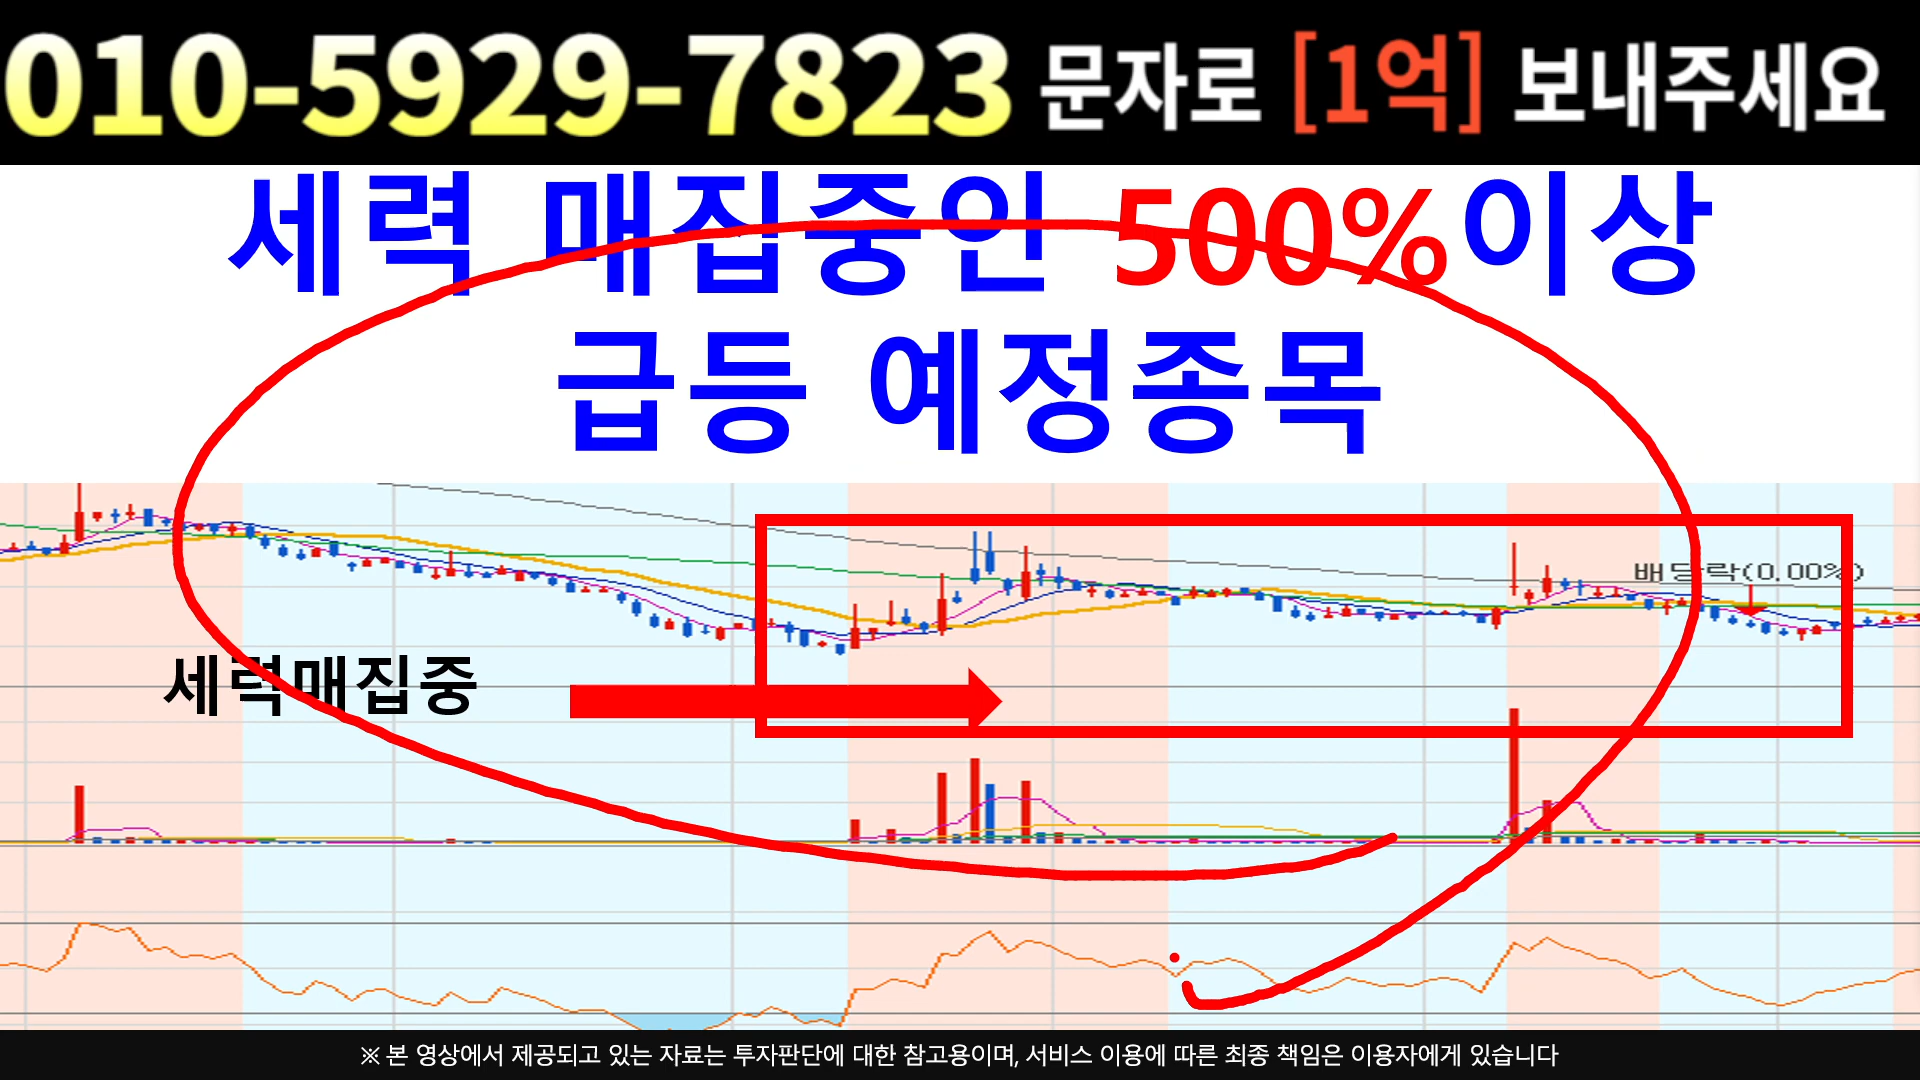 010-5929-7823 문자로 [1억] 보내주세요
세력 매집중인 500%이상
급등 예정종목
배당락(0.00%)
세력매집중
※ 본 영상에서 제공되고 있는 자료는 투자판단에 대한 참고용이며, 서비스 이용에 따른 최종 책임은 이용자에게 있습니다